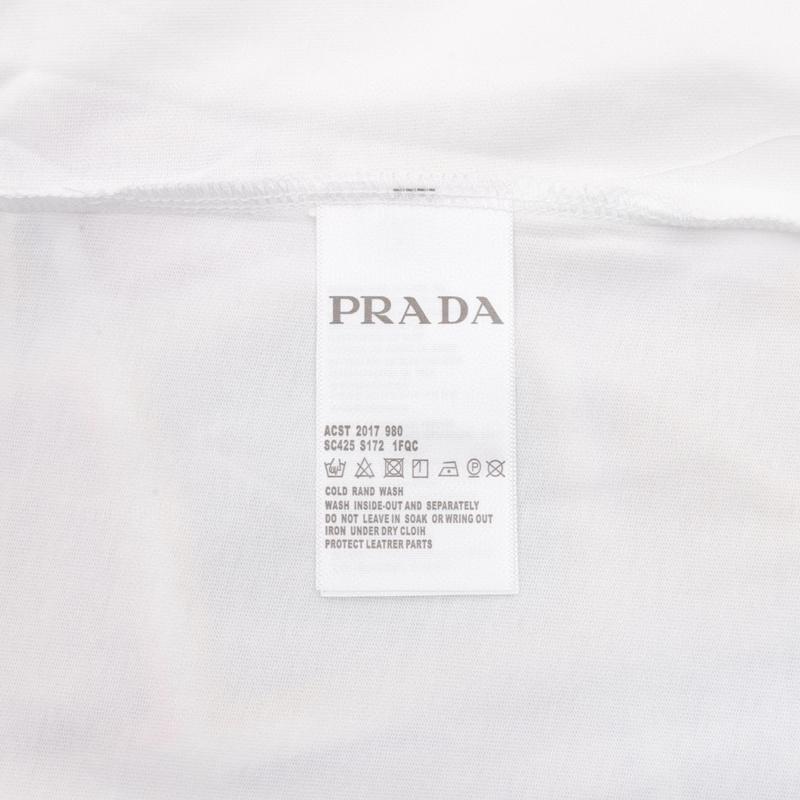 PRADA
ACST 2017 980
SC425 S172 1FQC
P
COLD RAND WASH
WASH INSIDE-OUT AND SEPARATELY
DO NOT LEAVE IN SOAK OR WRING OUT
IRON UNDER DRY CLOIH
PROTECT LEATRER PARTS